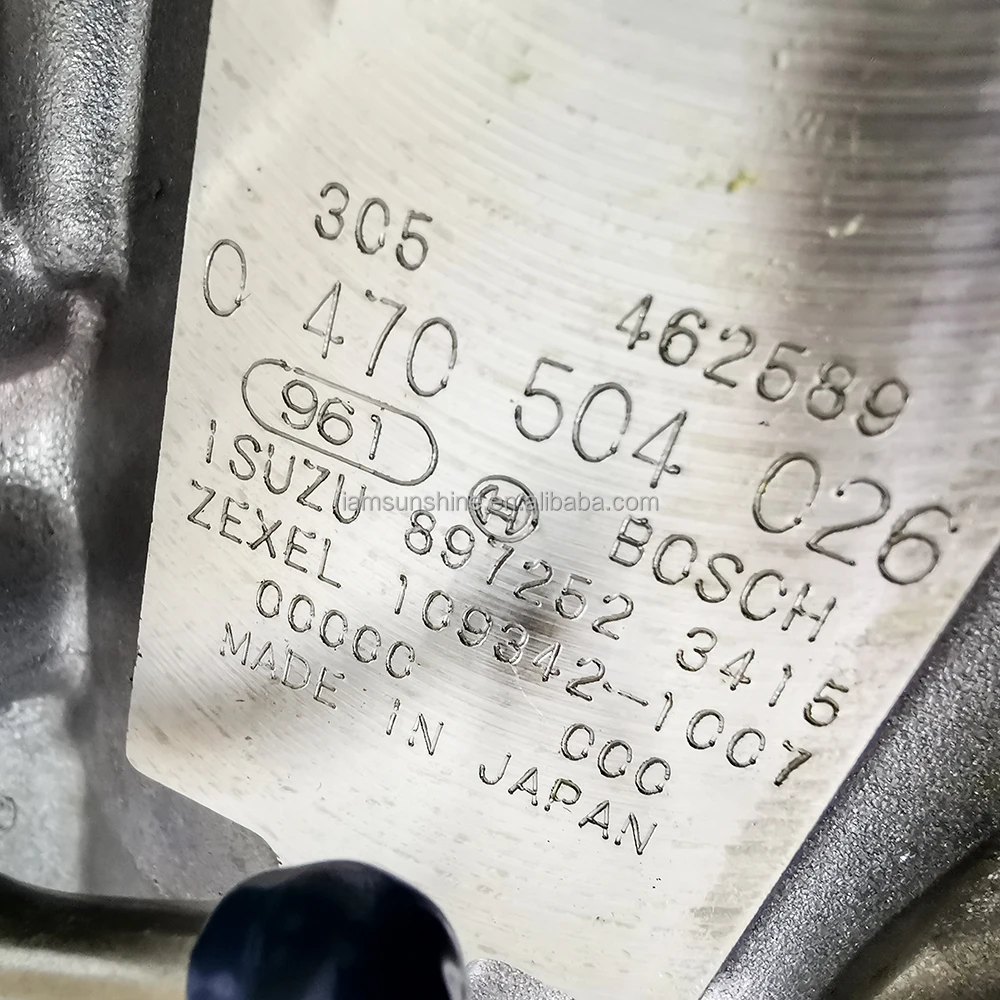 305 462589
0 470 504 026
961 BOSCH
ISUZU 897252 3415
ZEXEL 109342-1007
00000 000
MADE IN JAPAN
iamsunshine.en.alibaba.com